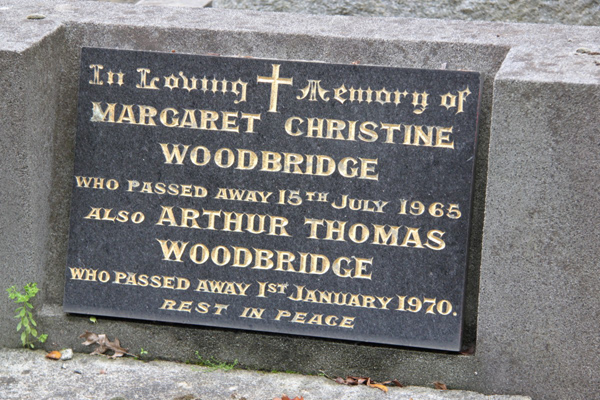 In Loving Memory of
MARGARET CHRISTINE
WOODBRIDGE
WHO PASSED AWAY 15TH JULY 1965
ALSO ARTHUR THOMAS
WOODBRIDGE
WHO PASSED AWAY 1ST JANUARY 1970.
REST IN PEACE